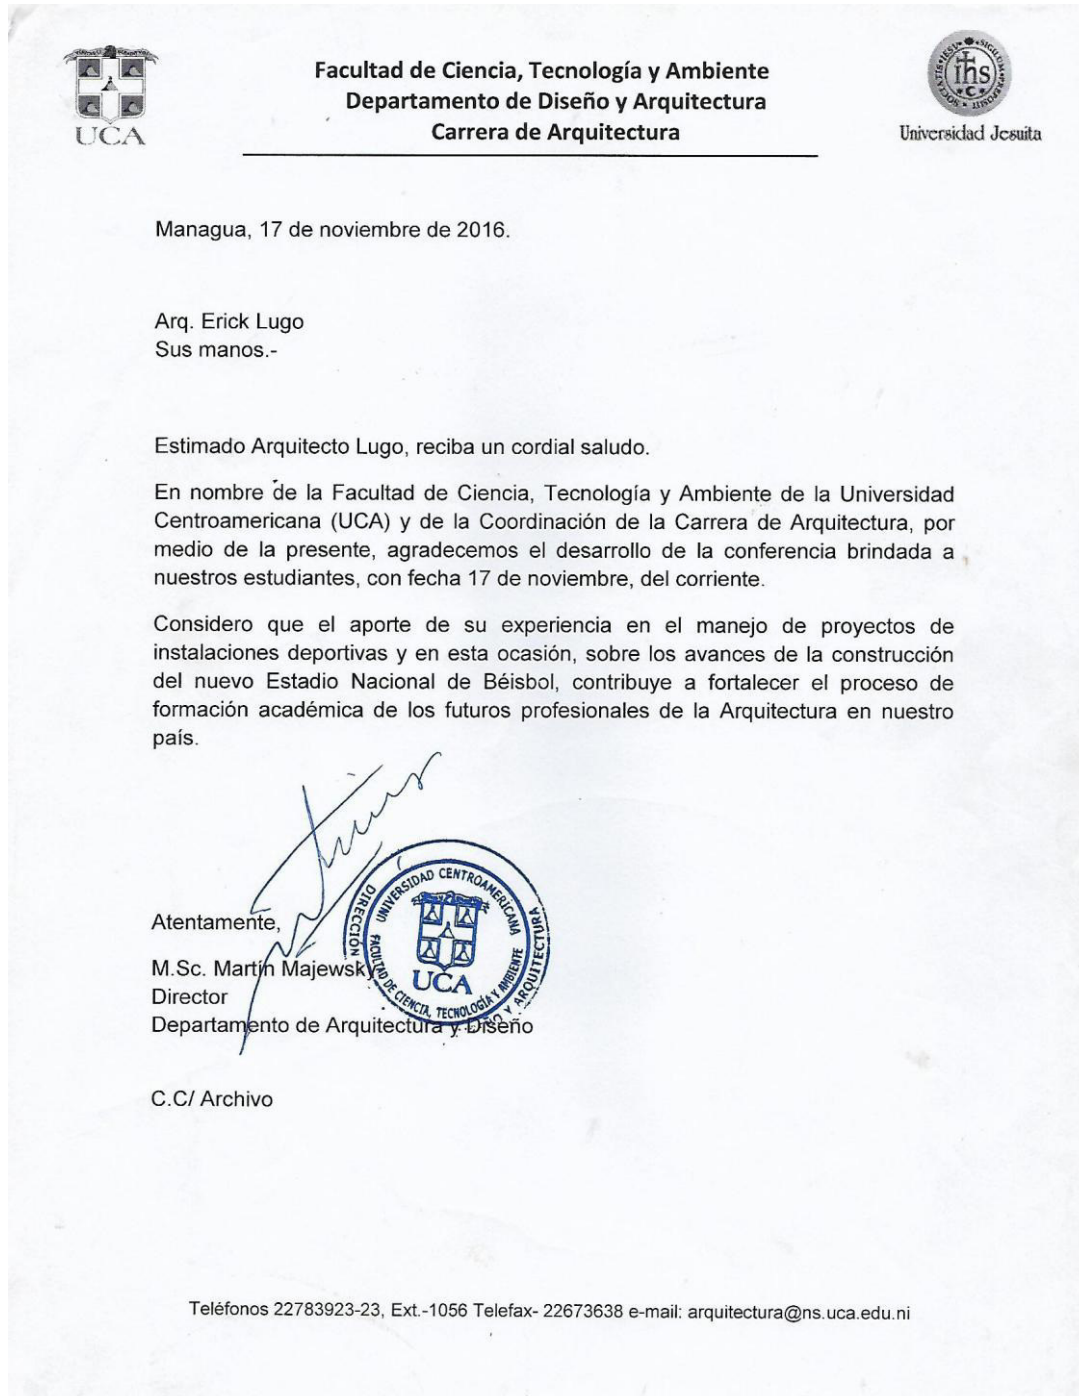 Facultad de Ciencia, Tecnología y Ambiente
Departamento de Diseño y Arquitectura
Carrera de Arquitectura
UCA
ihs
Universidad Jesuita
Managua, 17 de noviembre de 2016.
Arq. Erick Lugo
Sus manos.-
Estimado Arquitecto Lugo, reciba un cordial saludo.
En nombre de la Facultad de Ciencia, Tecnología y Ambiente de la Universidad
Centroamericana (UCA) y de la Coordinación de la Carrera de Arquitectura, por
medio de la presente, agradecemos el desarrollo de la conferencia brindada a
nuestros estudiantes, con fecha 17 de noviembre, del corriente.
Considero que el aporte de su experiencia en el manejo de proyectos de
instalaciones deportivas y en esta ocasión, sobre los avances de la construcción
del nuevo Estadio Nacional de Béisbol, contribuye a fortalecer el proceso de
formación académica de los futuros profesionales de la Arquitectura en nuestro
país.
Atentamente,
M.Sc. Martín Majewsky
Director
Departamento de Arquitectura y Diseño
UNIVERSIDAD CENTROAMERICANA
FACULTAD DE CIENCIA, TECNOLOGÍA Y AMBIENTE
DIRECCIÓN
Y ARQUITECTURA
UCA
C.C/ Archivo
Teléfonos 22783923-23, Ext.-1056 Telefax- 22673638 e-mail: arquitectura@ns.uca.edu.ni